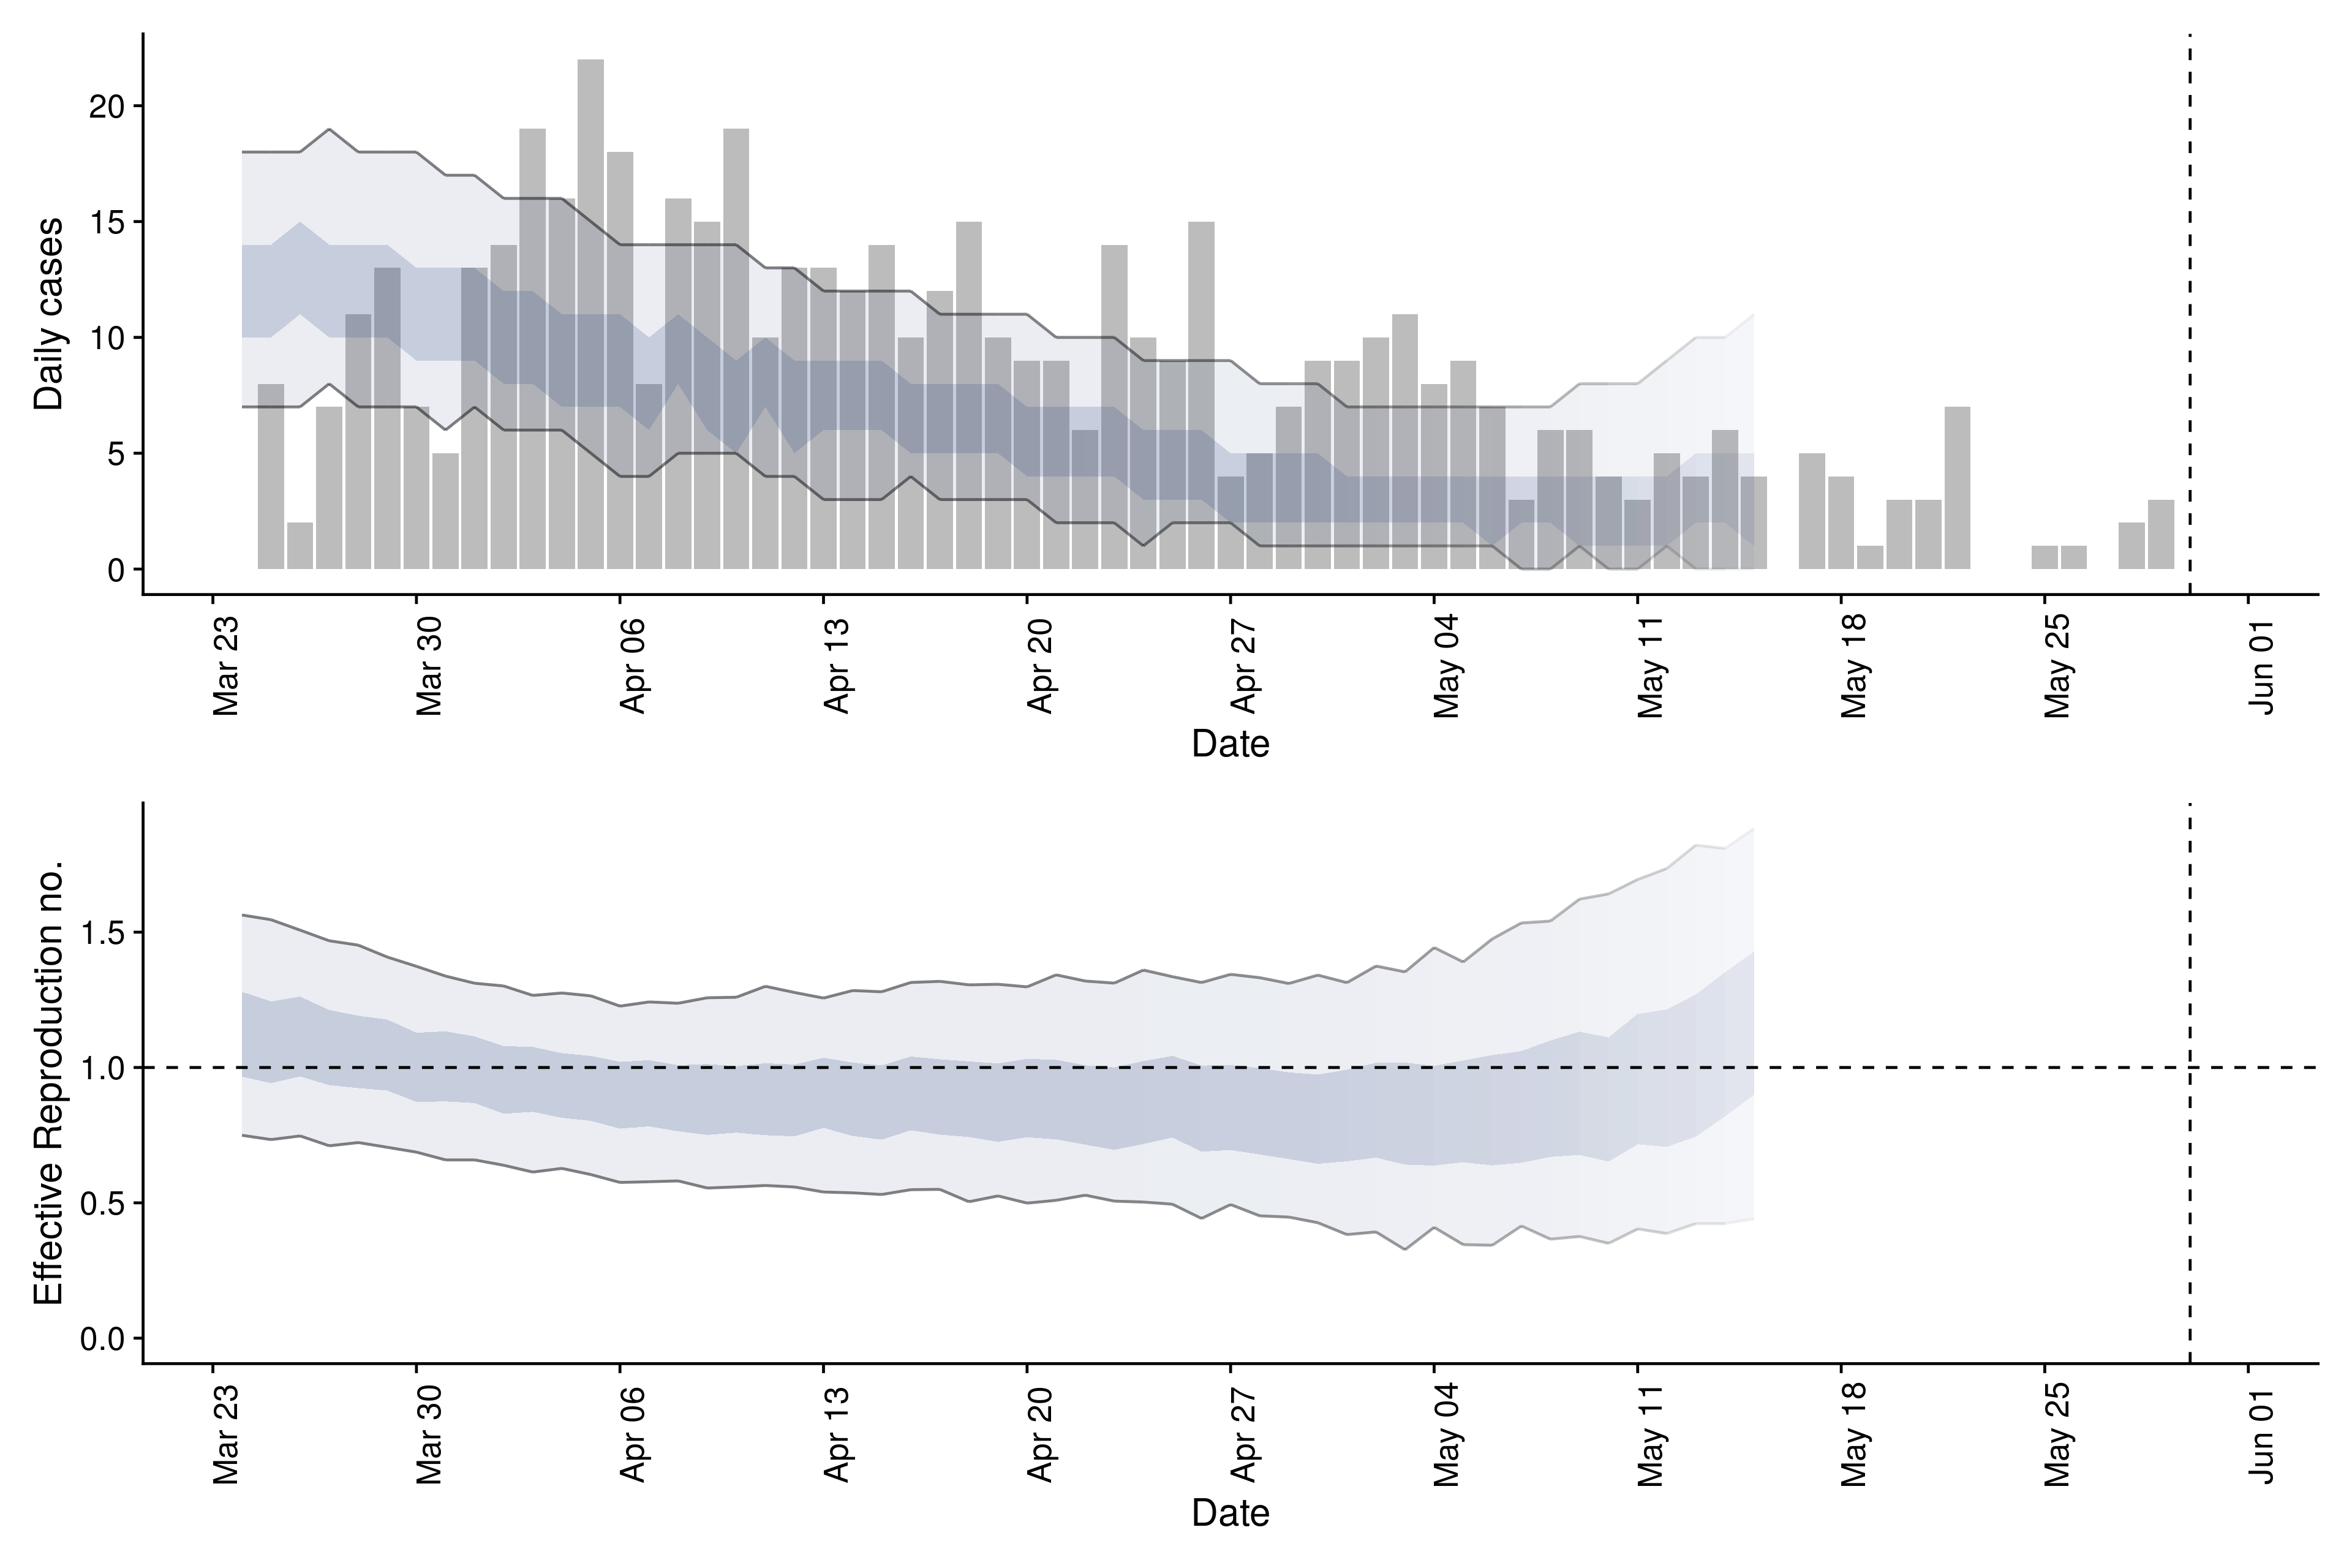 Daily cases
20
15
10
5
0
Mar 23
Mar 30
Apr 06
Apr 13
Apr 20
Apr 27
May 04
May 11
May 18
May 25
Jun 01
Date
Effective Reproduction no.
1.5
1.0
0.5
0.0
Mar 23
Mar 30
Apr 06
Apr 13
Apr 20
Apr 27
May 04
May 11
May 18
May 25
Jun 01
Date